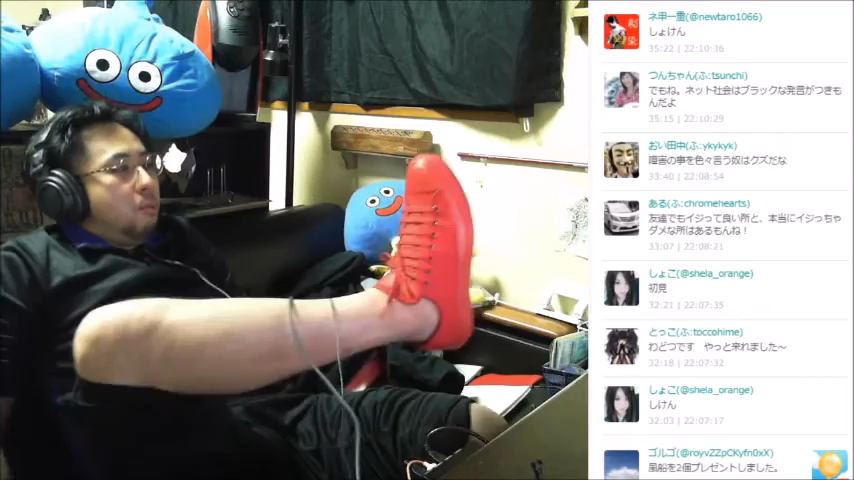 ネ申一重(@newtaro1066)
しょけん
35:22 | 22:10:36
つんちゃん(ふ:tsunchi)
でもね。ネット社会はブラックな発言がつきも
んだよ
35:15 | 22:10:29
おい田中(ふ:ykykyk)
障害の事を色々言う奴はクズだな
33:40 | 22:08:54
ある(ふ:chromehearts)
友達でもイジって良い所と、本当にイジっちゃ
ダメな所はあるもんね！
33:07 | 22:08:21
しょこ(@shela_orange)
初見
32:21 | 22:07:35
とっこ(ふ:toccohime)
わどつです　やっと来れました～
32:18 | 22:07:32
しょこ(@shela_orange)
しけん
32:03 | 22:07:17
ゴルゴ(@royvZZpCKyfn0xX)
風船を2個プレゼントしました。